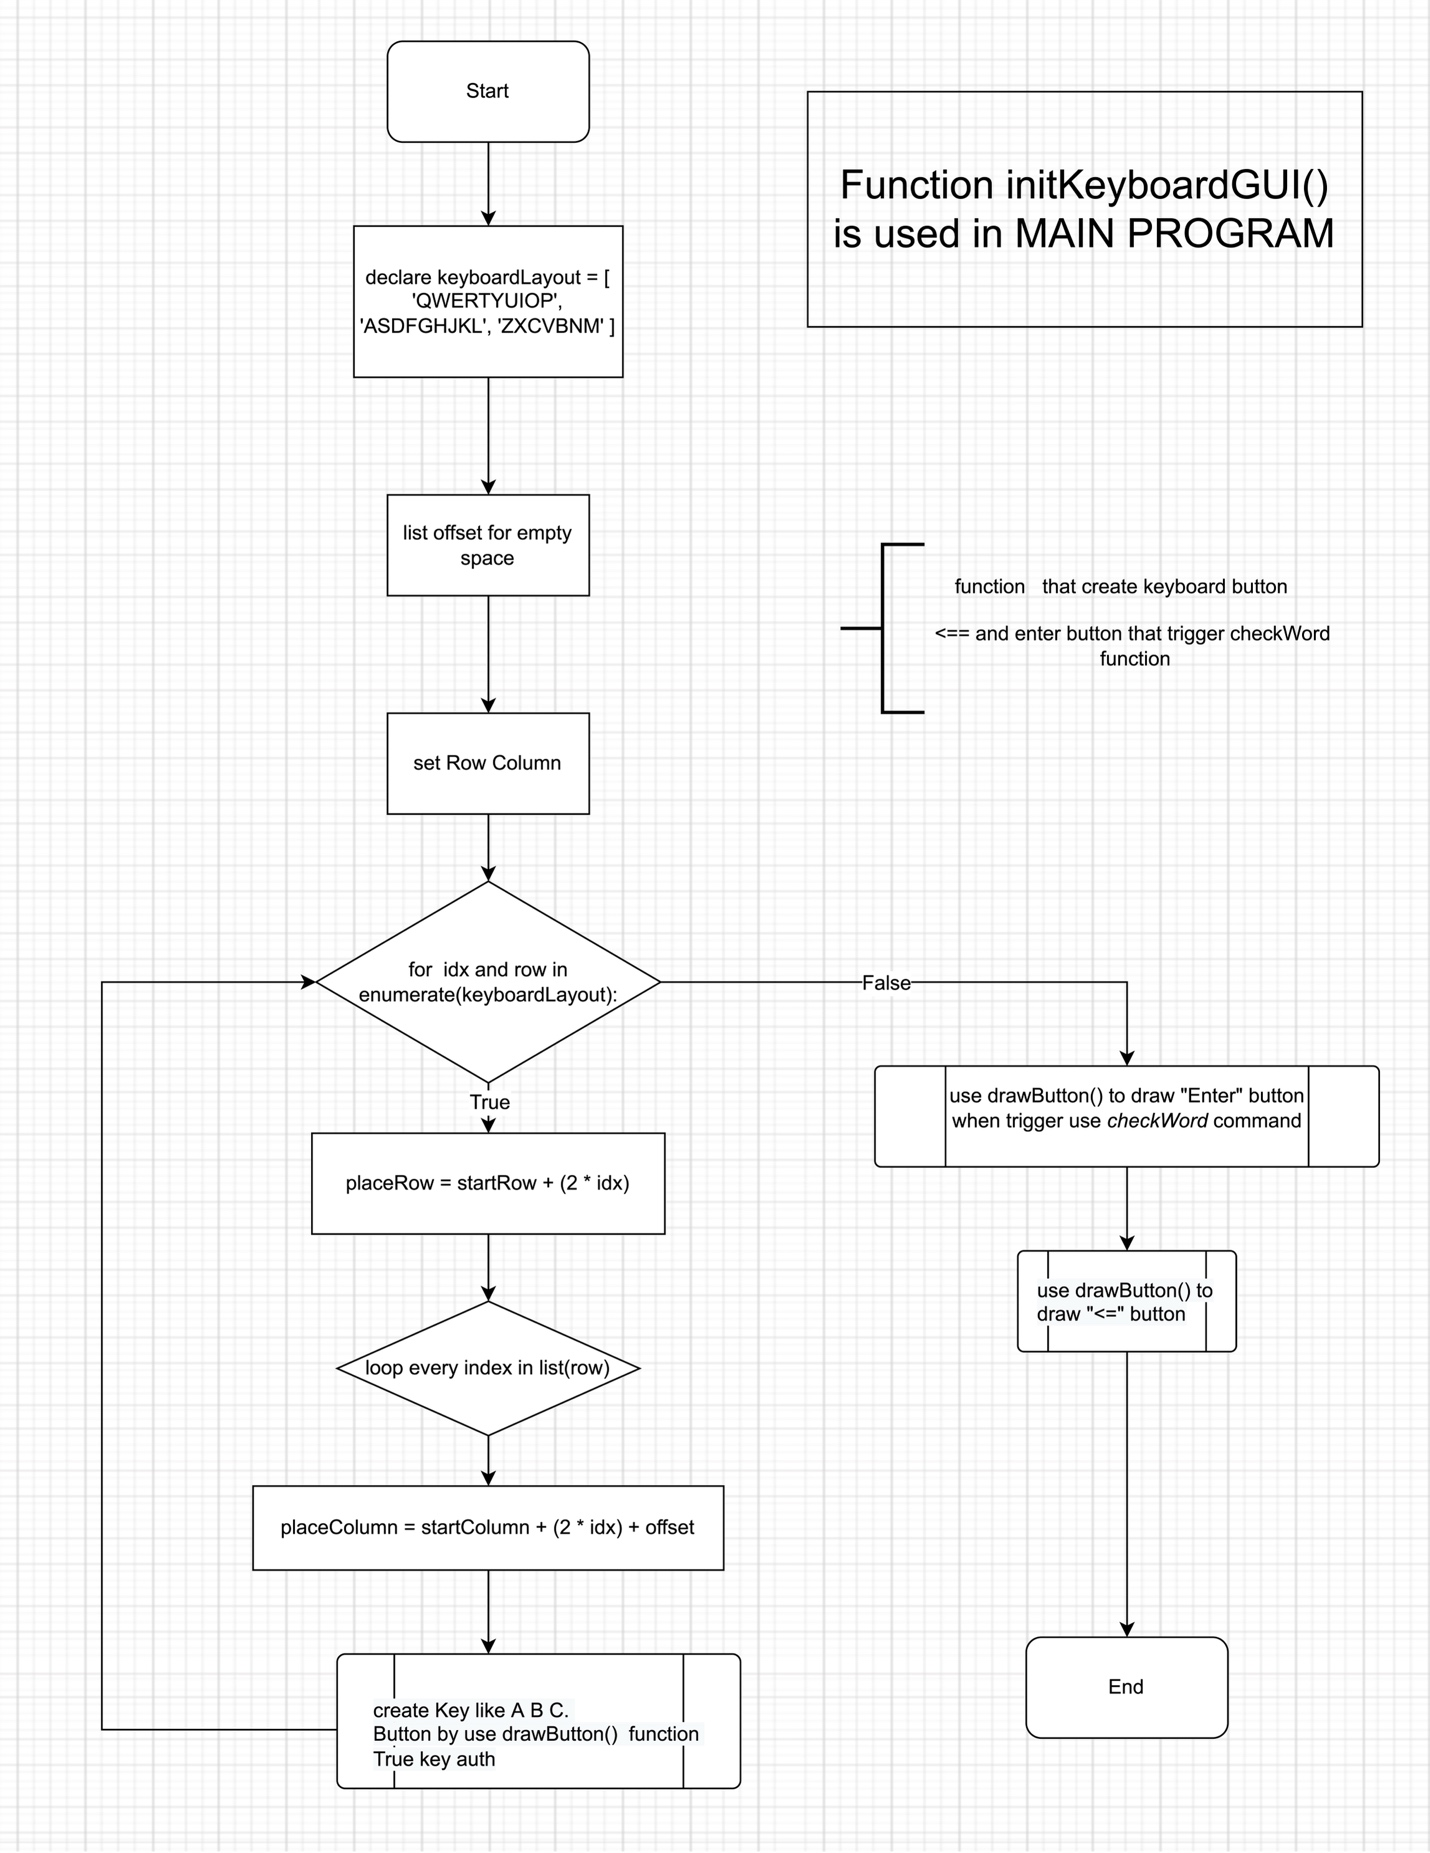 Start
Function initKeyboardGUI()
is used in MAIN PROGRAM
declare keyboardLayout = [
'QWERTYUIOP',
'ASDFGHJKL', 'ZXCVBNM' ]
list offset for empty
space
function   that create keyboard button
<== and enter button that trigger checkWord
function
set Row Column
for  idx and row in
enumerate(keyboardLayout):
False
True
use drawButton() to draw "Enter" button
when trigger use checkWord command
placeRow = startRow + (2 * idx)
use drawButton() to
draw "<=" button
loop every index in list(row)
placeColumn = startColumn + (2 * idx) + offset
create Key like A B C.
Button by use drawButton()  function
True key auth
End